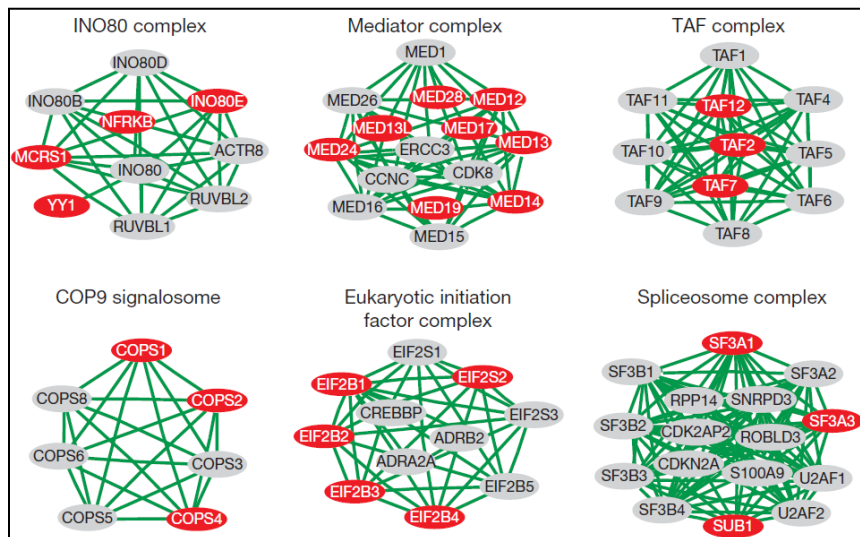 INO80 complex
INO80D
INO80B
INO80E
NFRKB
MCRS1
ACTR8
INO80
YY1
RUVBL2
RUVBL1
Mediator complex
MED1
MED26
MED28
MED12
MED13L
MED17
MED24
ERCC3
MED13
CCNC
CDK8
MED16
MED19
MED14
MED15
TAF complex
TAF1
TAF11
TAF12
TAF4
TAF10
TAF2
TAF5
TAF7
TAF9
TAF6
TAF8
COP9 signalosome
COPS1
COPS8
COPS2
COPS6
COPS3
COPS5
COPS4
Eukaryotic initiation
factor complex
EIF2S1
EIF2B1
EIF2S2
CREBBP
EIF2S3
EIF2B2
ADRB2
ADRA2A
EIF2B3
EIF2B5
EIF2B4
Spliceosome complex
SF3A1
SF3B1
SF3A2
RPP14
SNRPD3
SF3B2
SF3A3
CDK2AP2
ROBLD3
CDKN2A
S100A9
SF3B3
U2AF1
SF3B4
U2AF2
SUB1